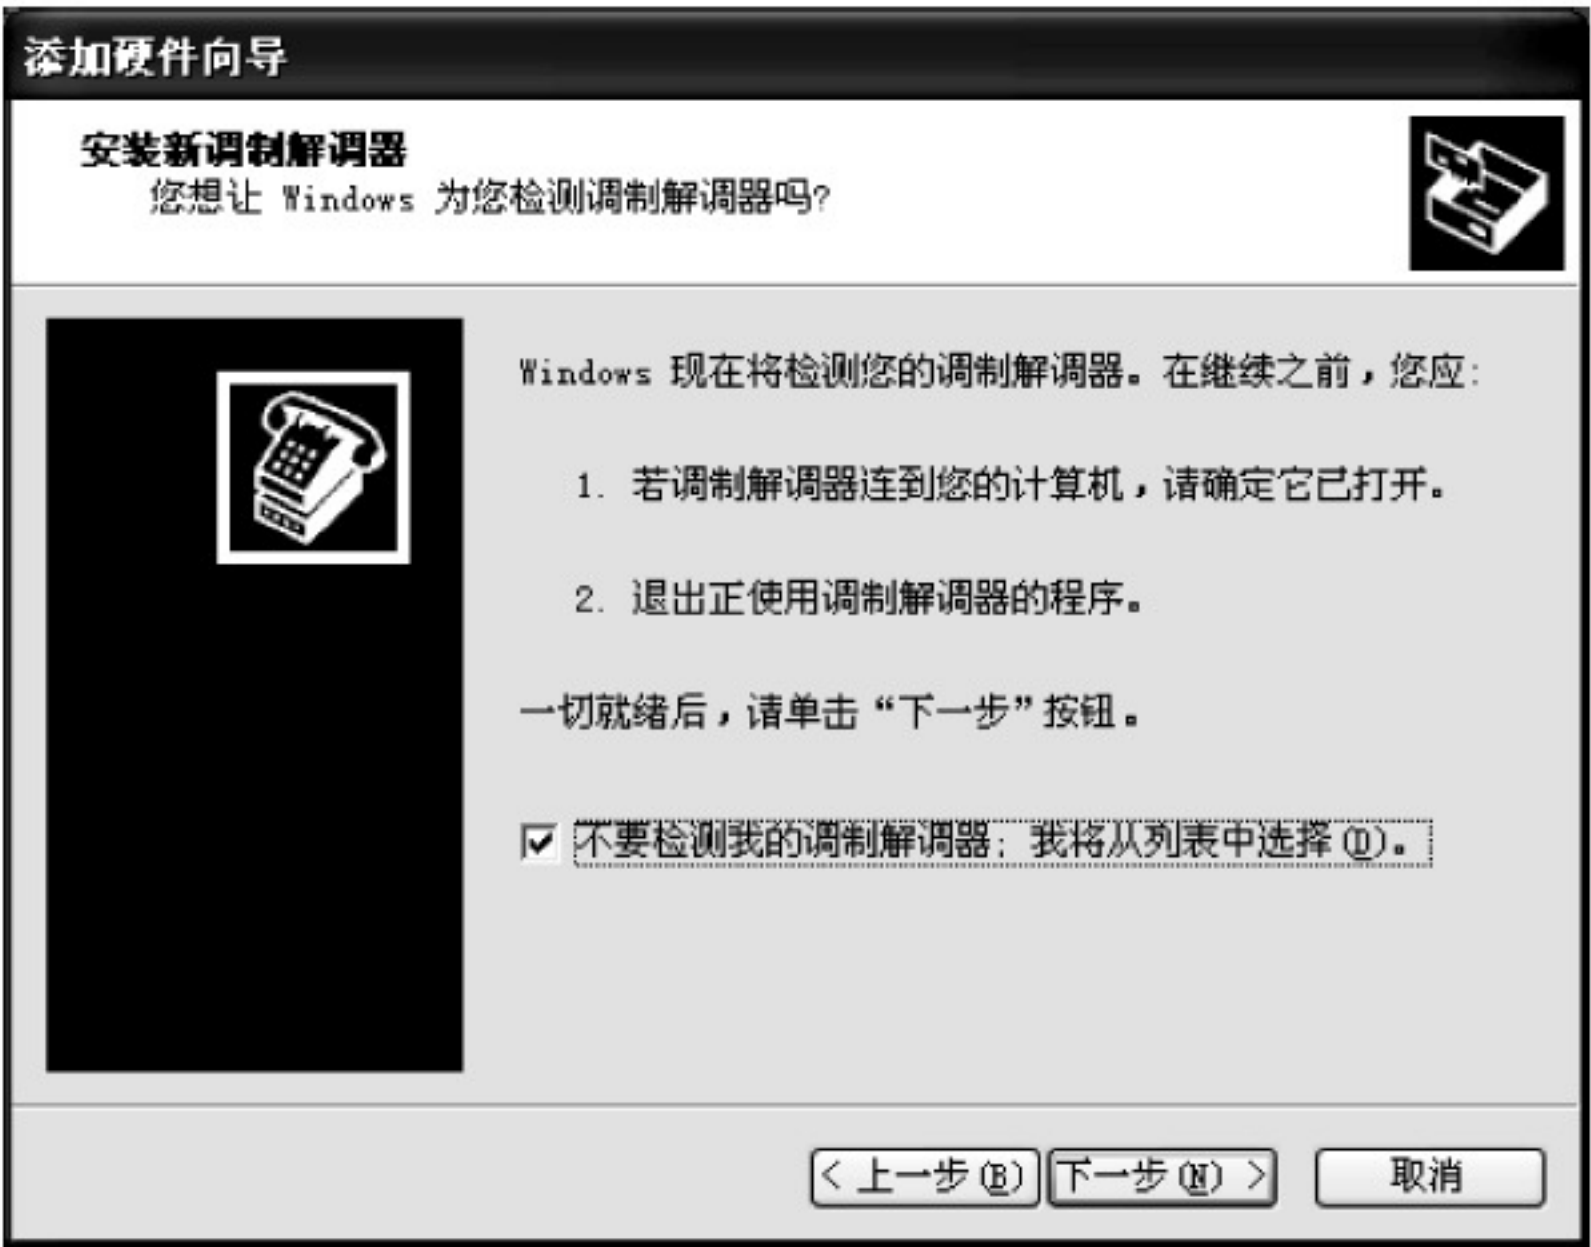 添加硬件向导
安装新调制解调器
您想让 Windows 为您检测调制解调器吗?
Windows 现在将检测您的调制解调器。在继续之前，您应:
1. 若调制解调器连到您的计算机，请确定它已打开。
2. 退出正使用调制解调器的程序。
一切就绪后，请单击“下一步”按钮。
不要检测我的调制解调器; 我将从列表中选择(D)。
< 上一步(B) 下一步(N) > 取消